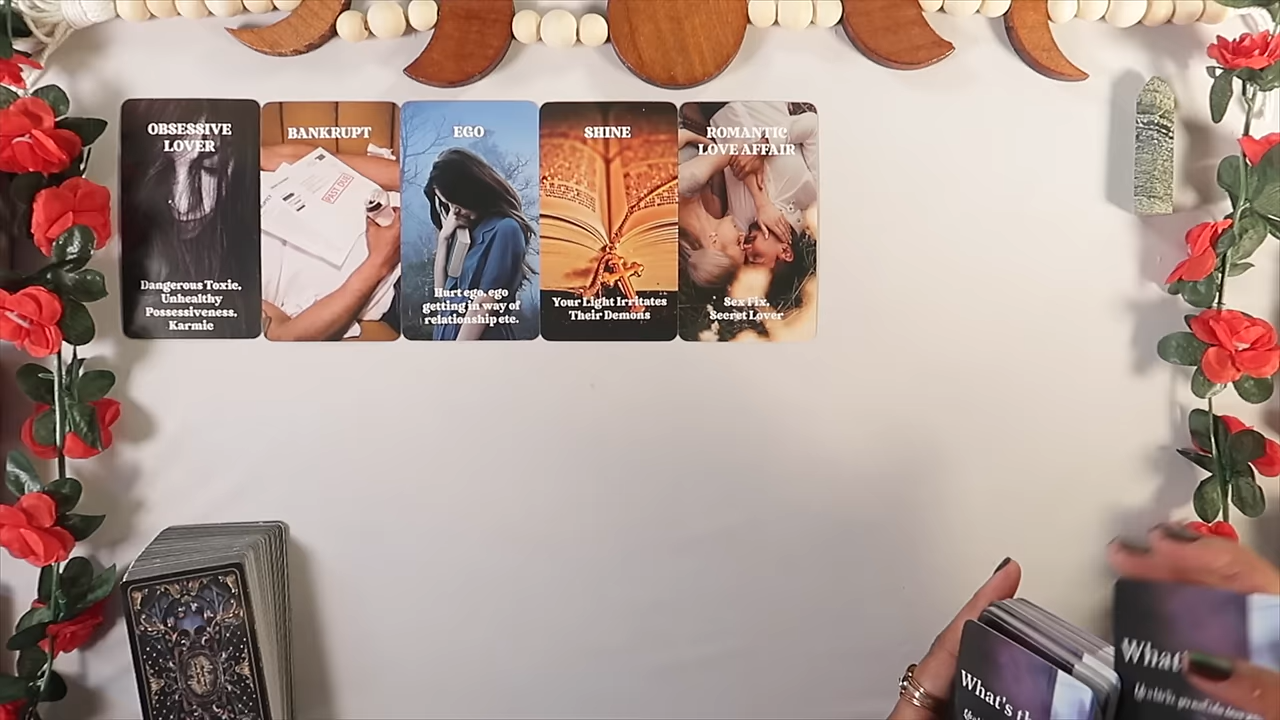 OBSESSIVE
LOVER
Dangerous Toxic,
Unhealthy
Possessiveness,
Karmic
BANKRUPT
PAST DUE
EGO
Hurt ego, ego
getting in way of
relationship etc.
SHINE
Your Light Irritates
Their Demons
ROMANTIC
LOVE AFFAIR
Sex Fix,
Secret Lover
What's th
What